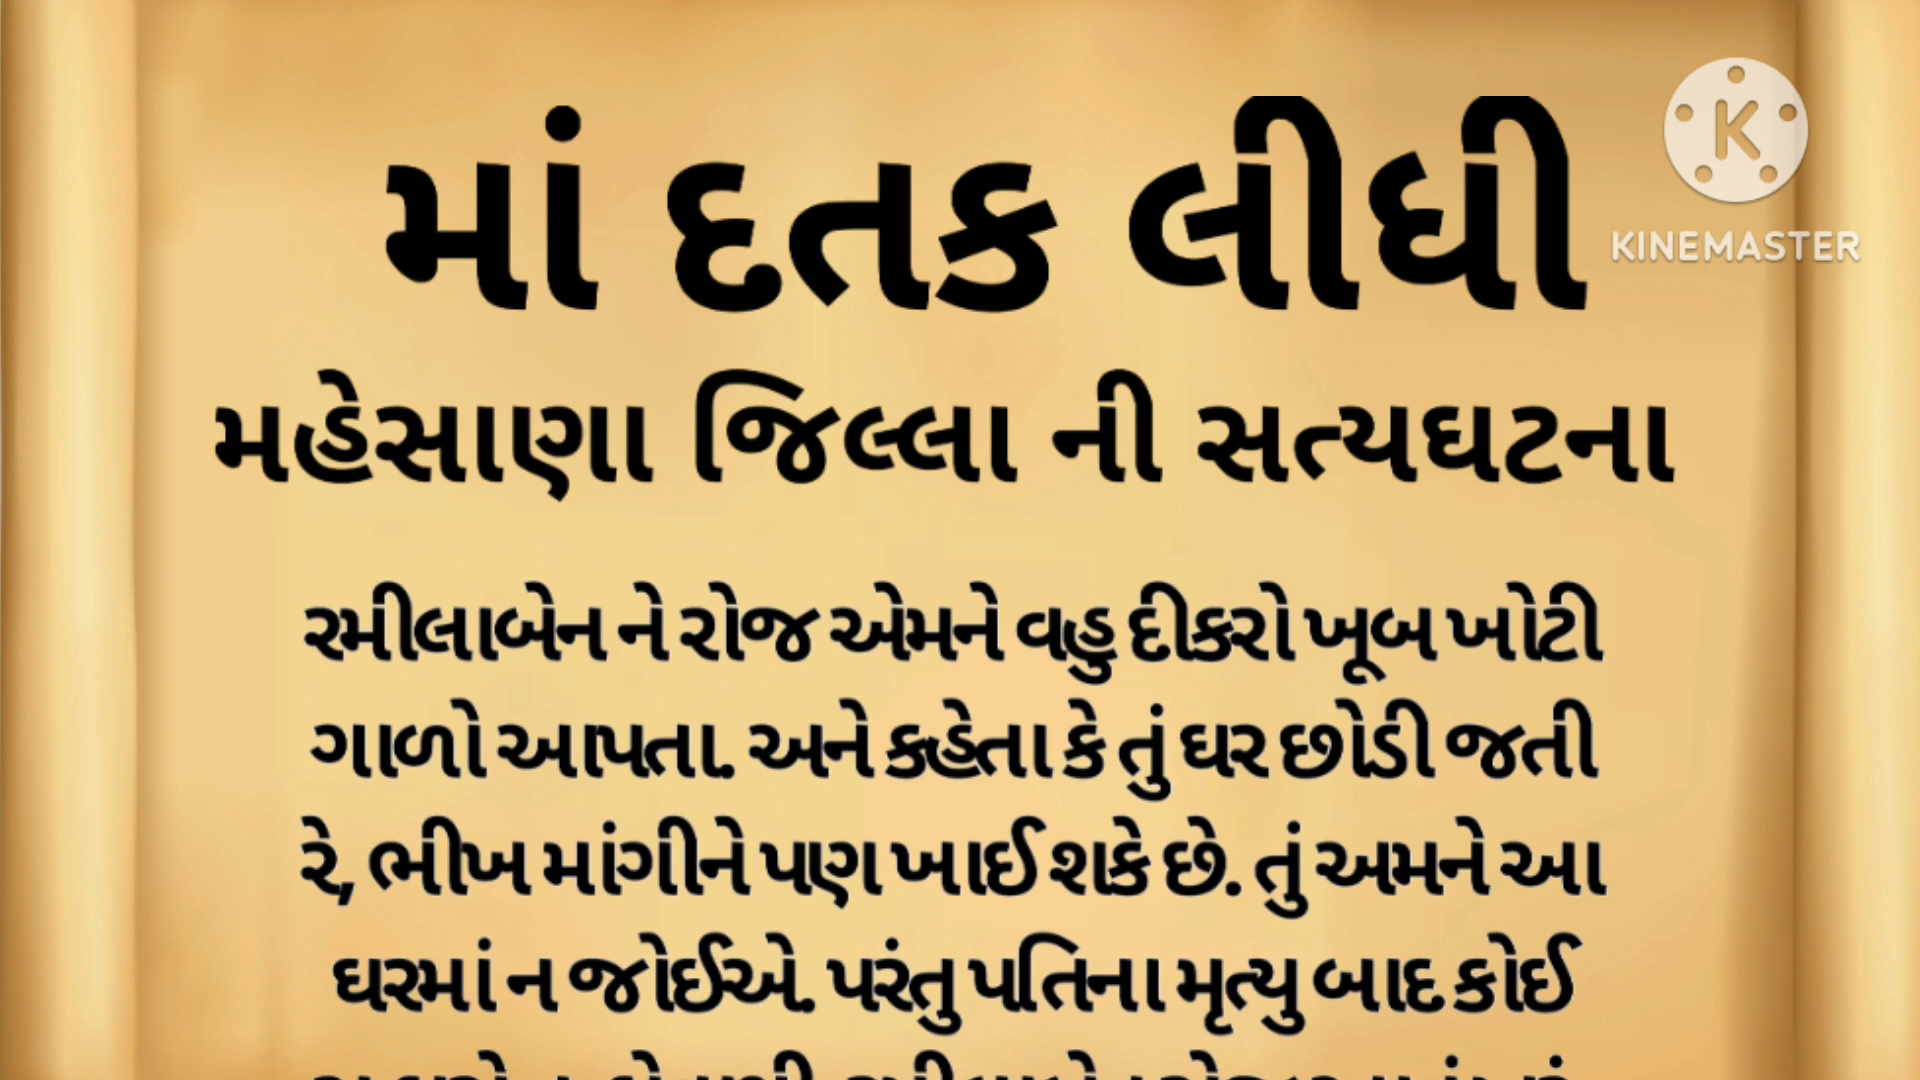 માં દતક લીધી
KINEMASTER
મહેસાણા જિલ્લા ની સત્યઘટના
રમીલાબેન ને રોજ એમને વહુ દીકરો ખૂબ ખોટી
ગાળો આપતા. અને કહેતા કે તું ઘર છોડી જતી
રે, ભીખ માંગીને પણ ખાઈ શકે છે. તું અમને આ
ઘરમાં ન જોઈએ. પરંતુ પતિના મૃત્યુ બાદ કોઈ